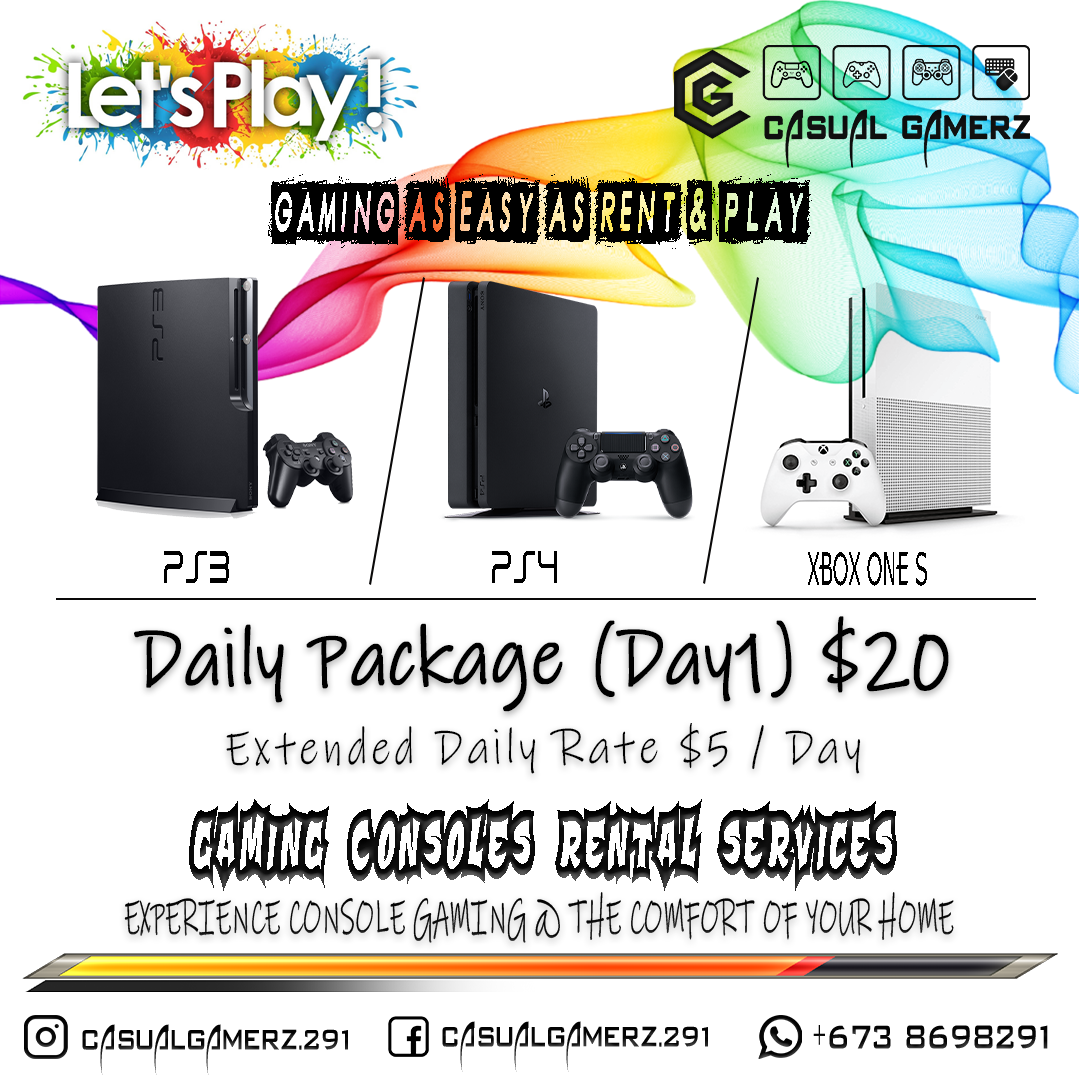 Let's Play!
CASUAL GAMERZ
GAMING AS EASY AS RENT & PLAY
PS3
SONY
PS3
PS4
XBOX ONE S
Daily Package (Day1) $20
Extended Daily Rate $5 / Day
GAMING CONSOLES RENTAL SERVICES
EXPERIENCE CONSOLE GAMING @ THE COMFORT OF YOUR HOME
CASUALGAMERZ.291
CASUALGAMERZ.291
+673 8698291